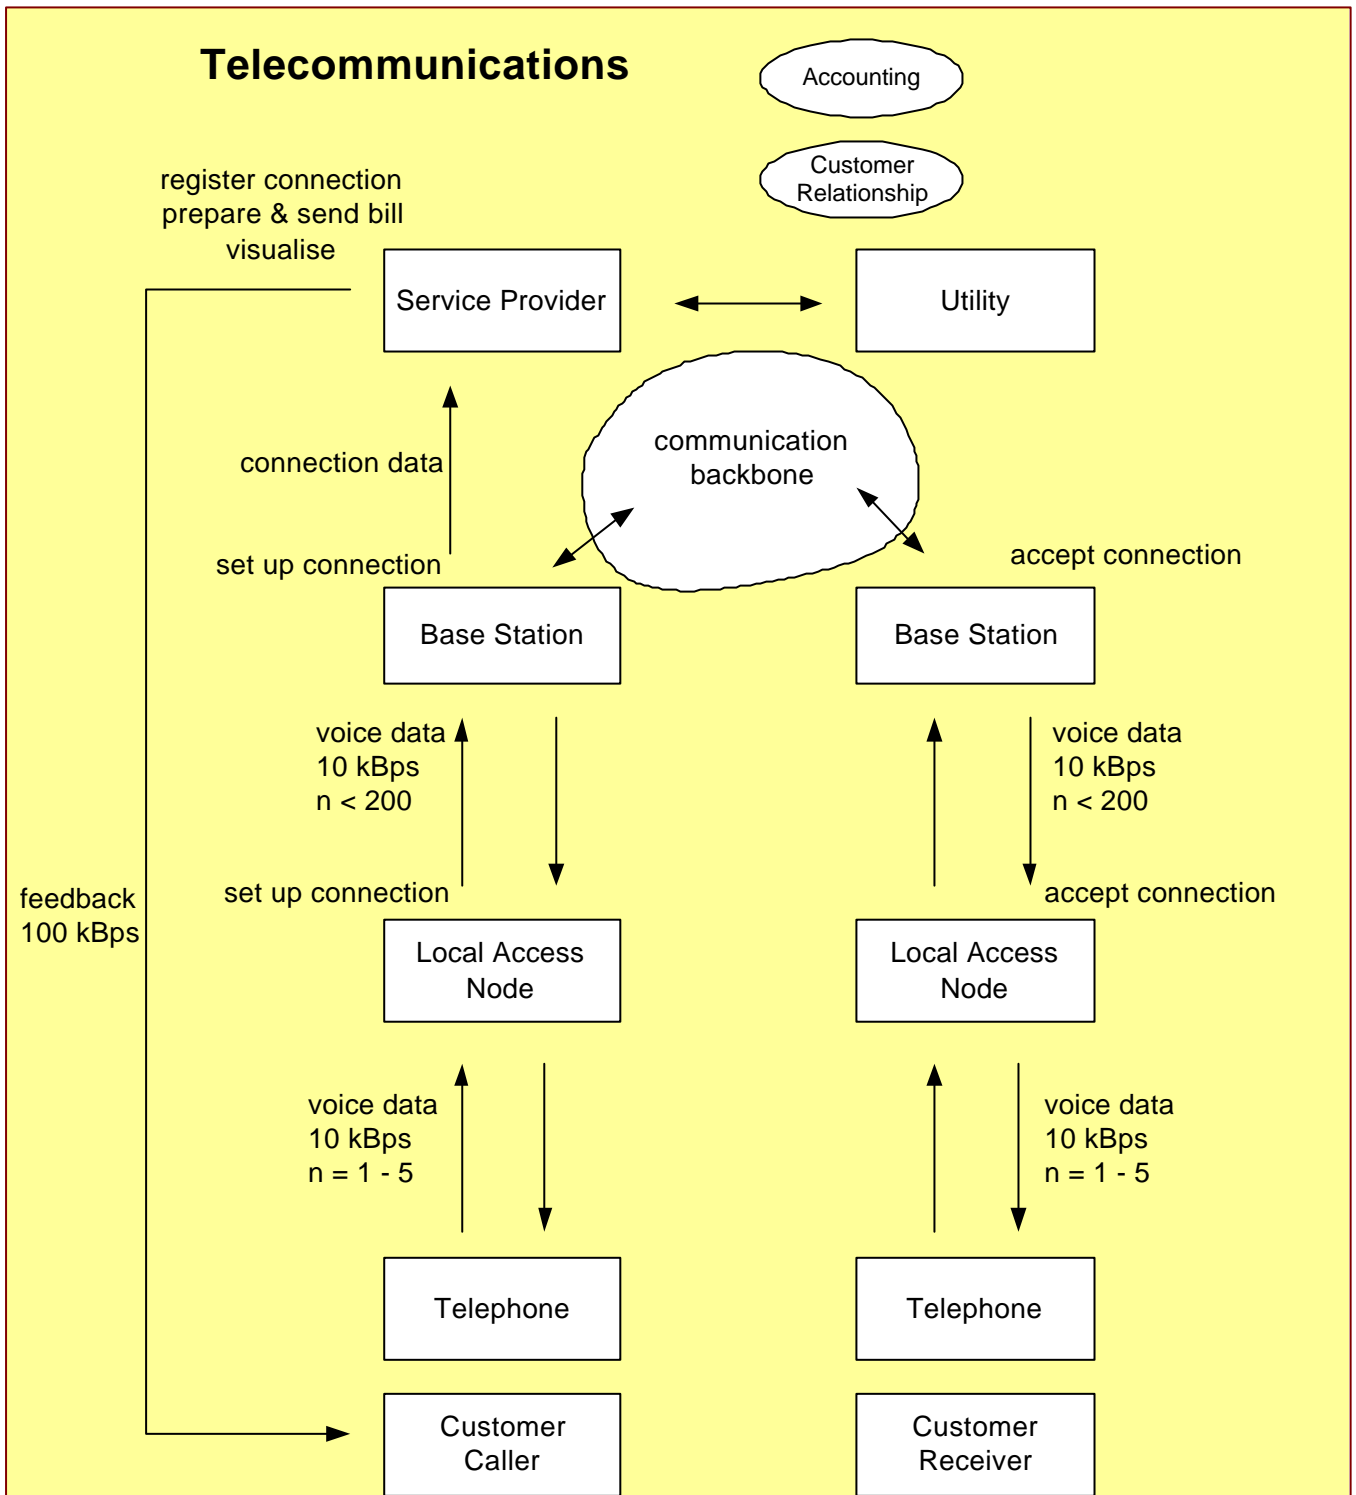 Telecommunications
Accounting
Customer
Relationship
register connection
prepare & send bill
visualise
Service Provider
Utility
communication
backbone
connection data
set up connection
accept connection
Base Station
Base Station
voice data
10 kBps
n < 200
voice data
10 kBps
n < 200
set up connection
accept connection
feedback
100 kBps
Local Access
Node
Local Access
Node
voice data
10 kBps
n = 1 - 5
voice data
10 kBps
n = 1 - 5
Telephone
Telephone
Customer
Caller
Customer
Receiver